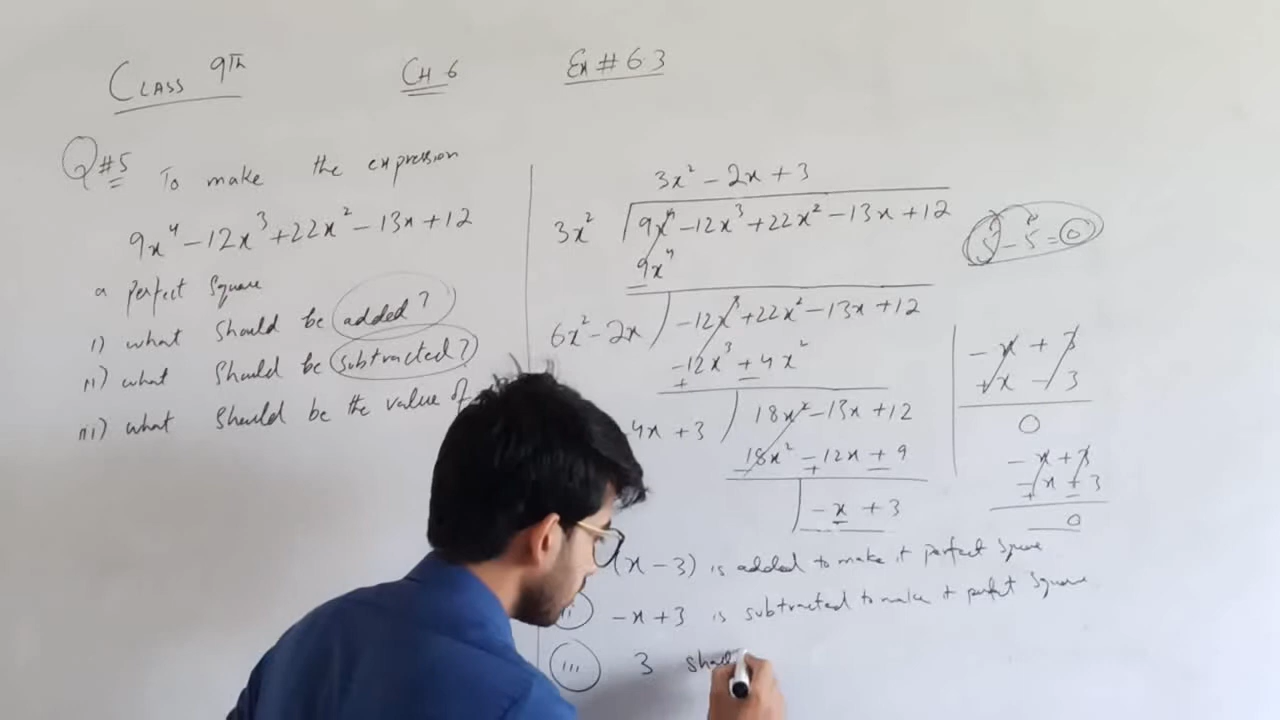 CLASS 9TH CH 6 Ex # 6.3
Q#5 To make the expression
9x⁴ - 12x³ + 22x² - 13x + 12
a perfect Square
i) what should be added?
ii) what should be subtracted?
iii) what should be the value of
3x² - 2x + 3
3x² 9x⁴ - 12x³ + 22x² - 13x + 12
9x⁴
6x² - 2x -12x³ + 22x² - 13x + 12
-12x³ + 4x²
+ -
4x + 3 18x² - 13x + 12
18x² - 12x + 9
- + -
-x + 3
5 - 5 = 0
-x + 3
+x - 3
0
-x + 3
-x + 3
+ -
0
(x - 3) is added to make it perfect Square
ii -x + 3 is subtracted to make it perfect Square
iii 3